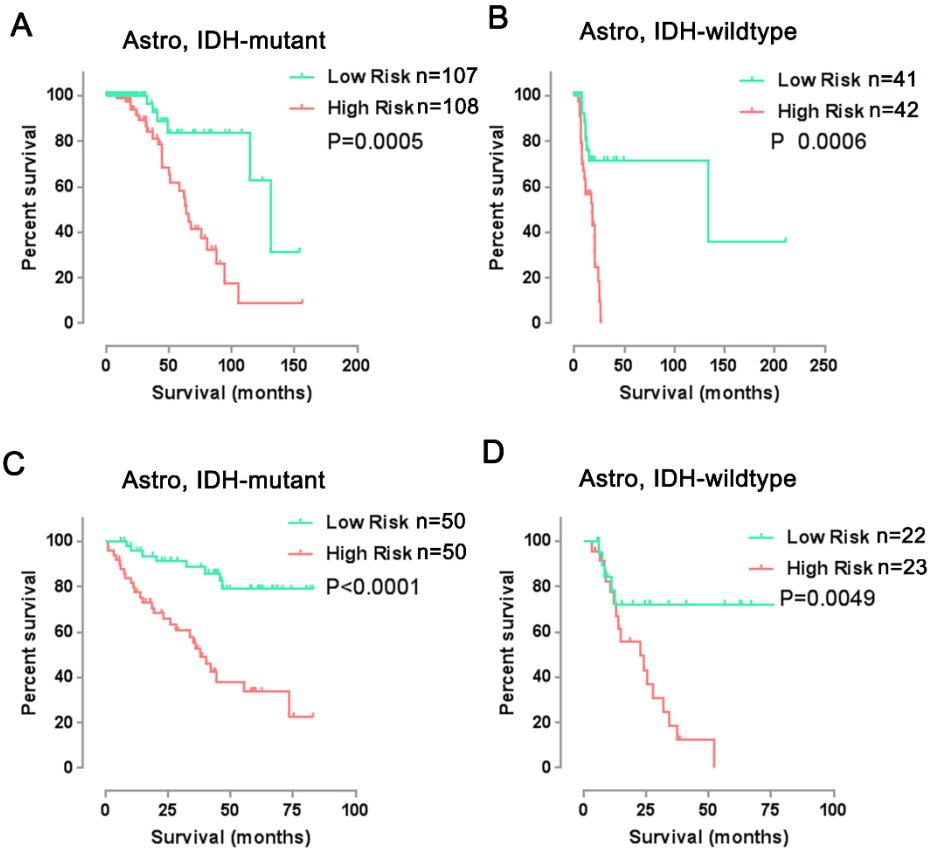 A
Astro, IDH-mutant
Low Risk n=107
High Risk n=108
P=0.0005
Percent survival
100
80
60
40
20
0
0 50 100 150 200
Survival (months)
B
Astro, IDH-wildtype
Low Risk n=41
High Risk n=42
P 0.0006
Percent survival
100
80
60
40
20
0
0 50 100 150 200 250
Survival (months)
C
Astro, IDH-mutant
Low Risk n=50
High Risk n=50
P<0.0001
Percent survival
100
80
60
40
20
0
0 25 50 75 100
Survival (months)
D
Astro, IDH-wildtype
Low Risk n=22
High Risk n=23
P=0.0049
Percent survival
100
80
60
40
20
0
0 25 50 75 100
Survival (months)